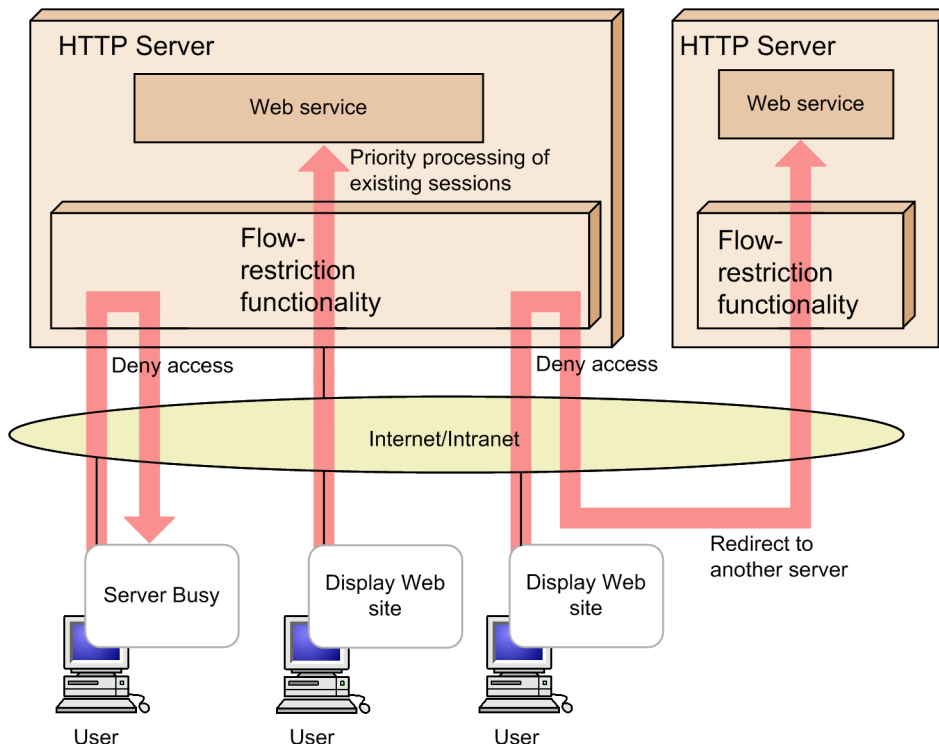 HTTP Server
Web service
Priority processing of
existing sessions
Flow-
restriction
functionality
Deny access
Deny access
HTTP Server
Web service
Flow-
restriction
functionality
Internet/Intranet
Redirect to
another server
Server Busy
Display Web
site
Display Web
site
User
User
User